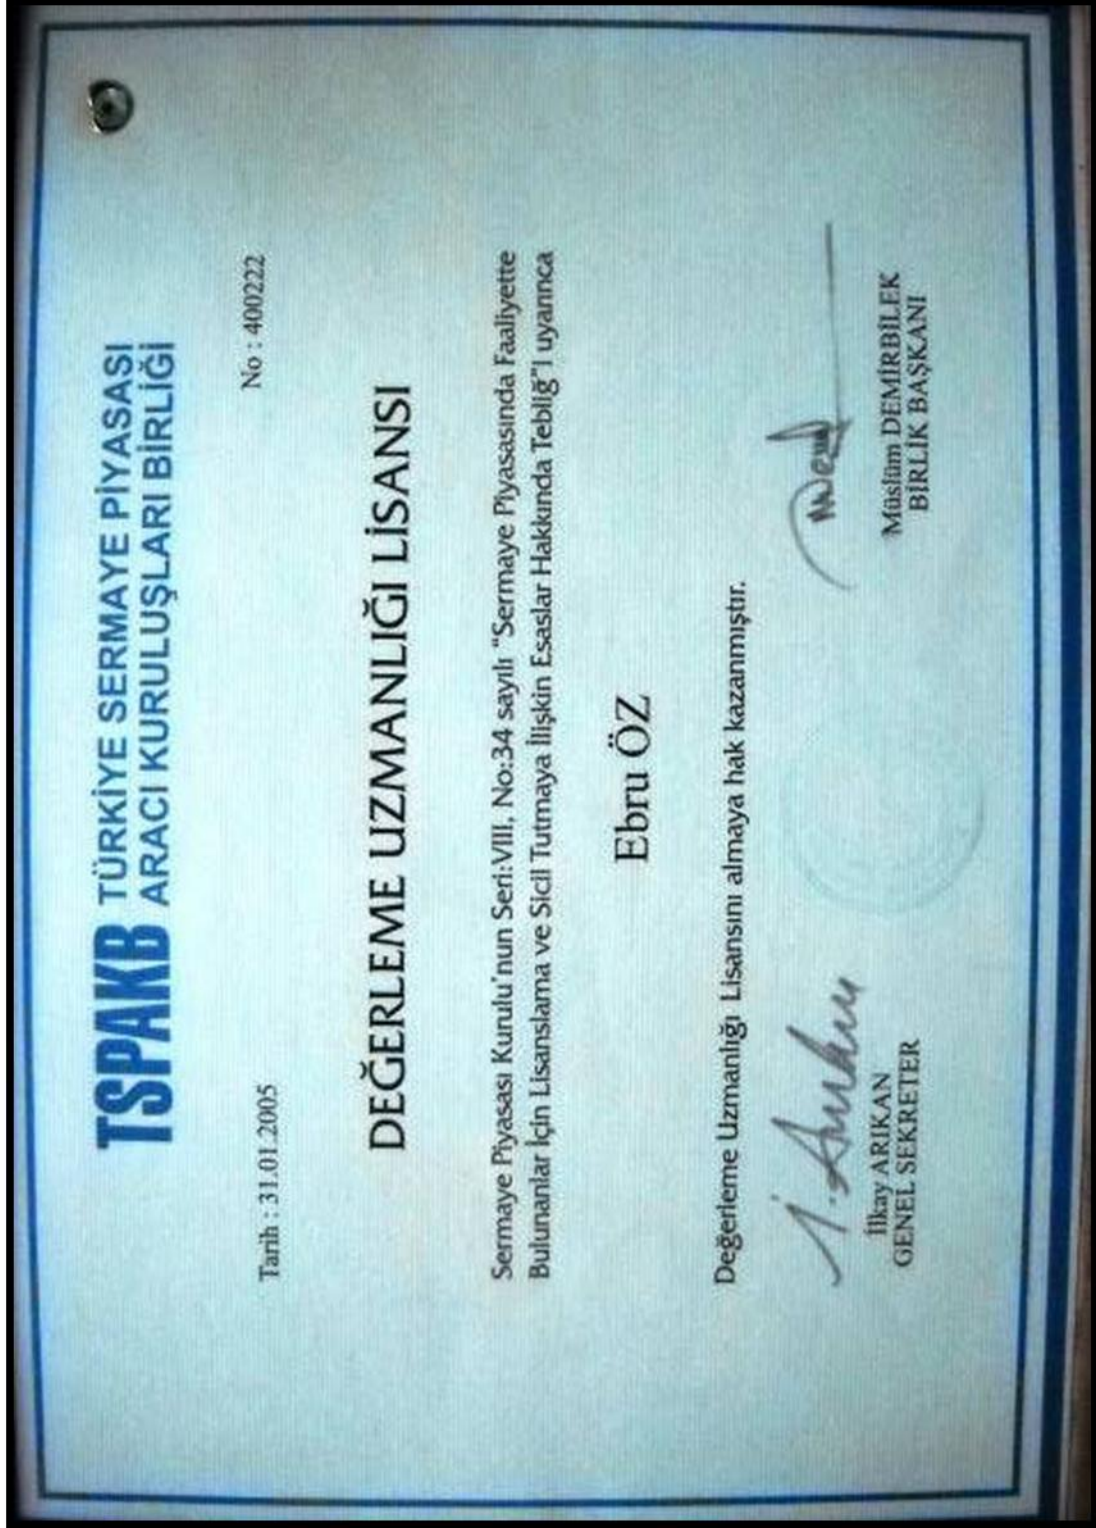 TSPAKB TÜRKİYE SERMAYE PİYASASI
ARACI KURULUŞLARI BİRLİĞİ
Tarih : 31.01.2005
No : 400222
DEĞERLEME UZMANLIĞI LİSANSI
Sermaye Piyasası Kurulu'nun Seri:VIII, No:34 sayılı "Sermaye Piyasasında Faaliyette
Bulunanlar İçin Lisanslama ve Sicil Tutmaya İlişkin Esaslar Hakkında Tebliğ"i uyarınca
Ebru ÖZ
Değerleme Uzmanlığı Lisansını almaya hak kazanmıştır.
İ. Arıkan
İlkay ARIKAN
GENEL SEKRETER
Müslüm DEMİRBİLEK
BİRLİK BAŞKANI